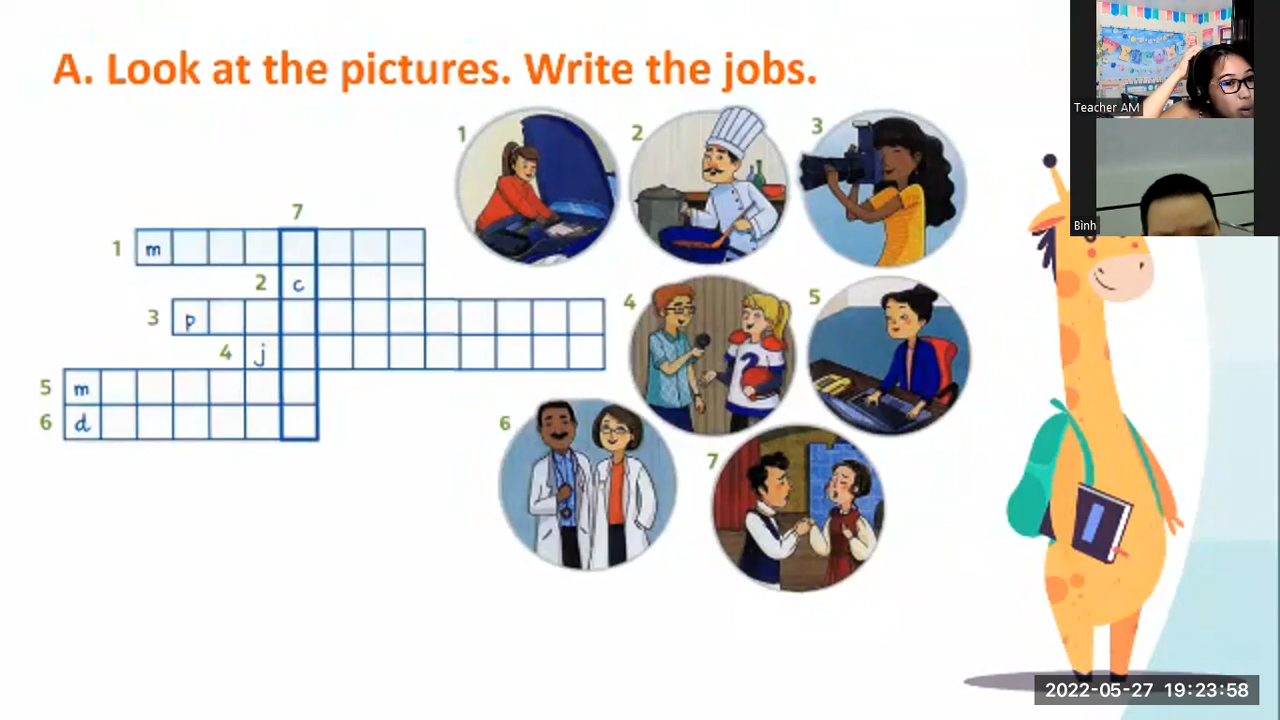 A. Look at the pictures. Write the jobs.
Teacher AM
Bình
1
2
3
7
1 m
2 c
3 p
4 j
5 m
6 d
4
5
6
7
2
2022-05-27 19:23:58